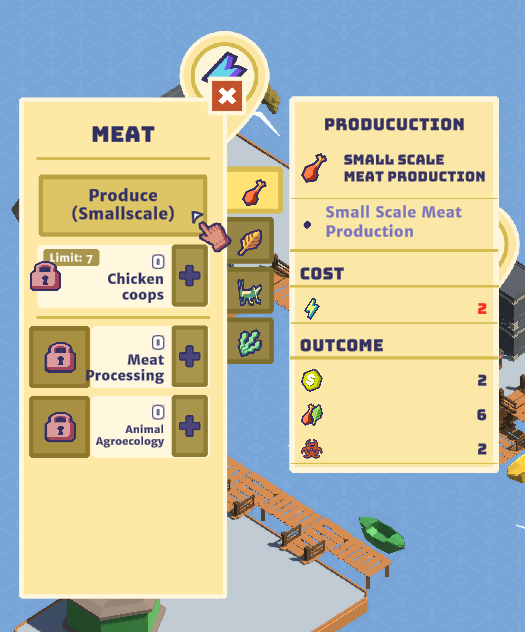 MEAT
Produce
(Smallscale)
Limit: 7
0
Chicken
coops
0
Meat
Processing
0
Animal
Agroecology
PRODUCUCTION
SMALL SCALE
MEAT PRODUCTION
Small Scale Meat
Production
COST
2
OUTCOME
2
6
2